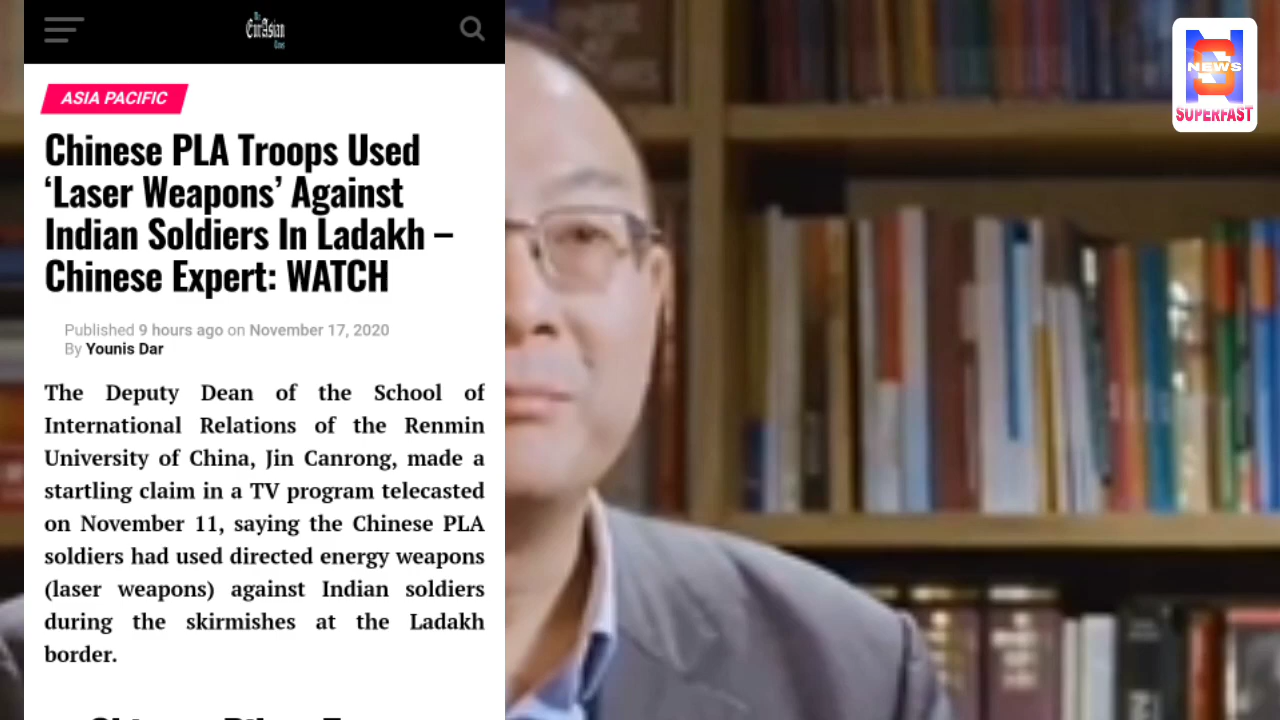 The
EurAsian
Times
ASIA PACIFIC
Chinese PLA Troops Used
‘Laser Weapons’ Against
Indian Soldiers In Ladakh –
Chinese Expert: WATCH
Published 9 hours ago on November 17, 2020
By Younis Dar
The Deputy Dean of the School of
International Relations of the Renmin
University of China, Jin Canrong, made a
startling claim in a TV program telecasted
on November 11, saying the Chinese PLA
soldiers had used directed energy weapons
(laser weapons) against Indian soldiers
during the skirmishes at the Ladakh
border.
NEWS
SUPERFAST